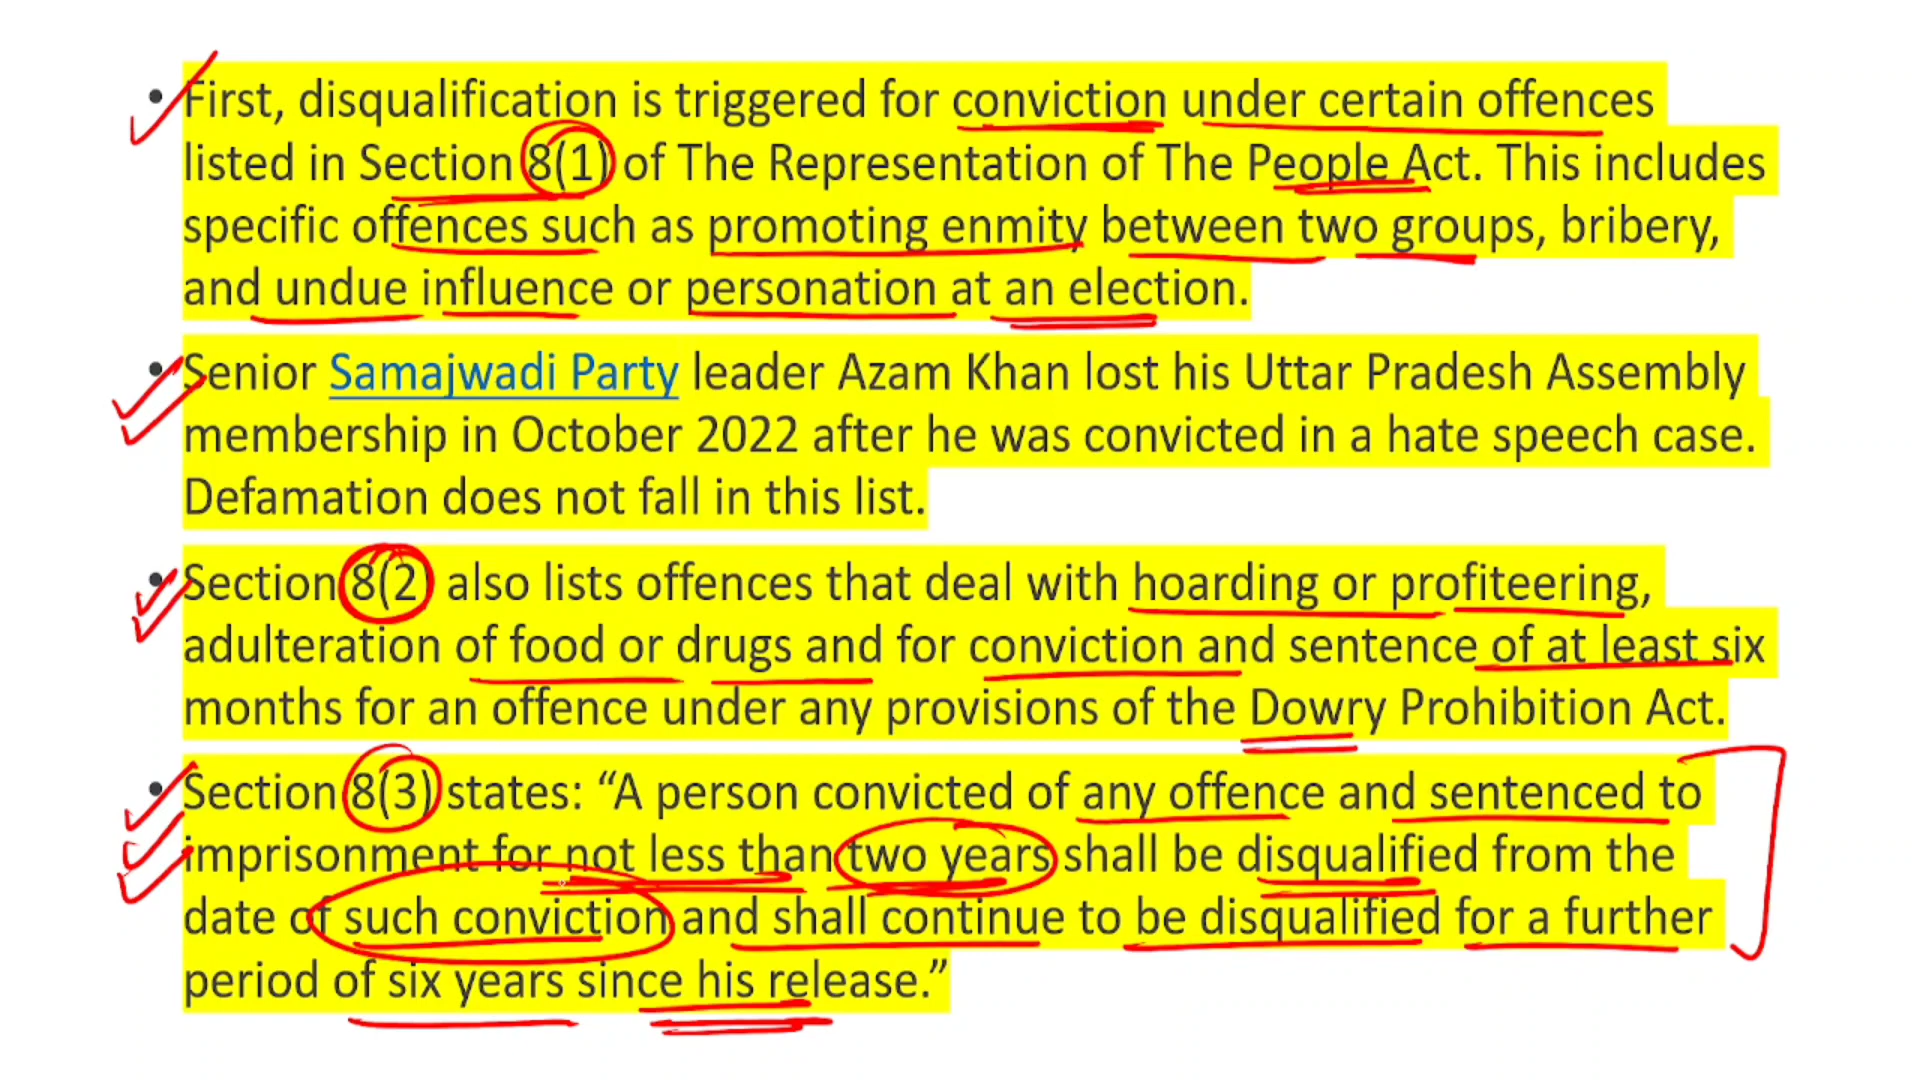 • First, disqualification is triggered for conviction under certain offences
listed in Section 8(1) of The Representation of The People Act. This includes
specific offences such as promoting enmity between two groups, bribery,
and undue influence or personation at an election.
• Senior Samajwadi Party leader Azam Khan lost his Uttar Pradesh Assembly
membership in October 2022 after he was convicted in a hate speech case.
Defamation does not fall in this list.
• Section 8(2) also lists offences that deal with hoarding or profiteering,
adulteration of food or drugs and for conviction and sentence of at least six
months for an offence under any provisions of the Dowry Prohibition Act.
• Section 8(3) states: “A person convicted of any offence and sentenced to
imprisonment for not less than two years shall be disqualified from the
date of such conviction and shall continue to be disqualified for a further
period of six years since his release.”